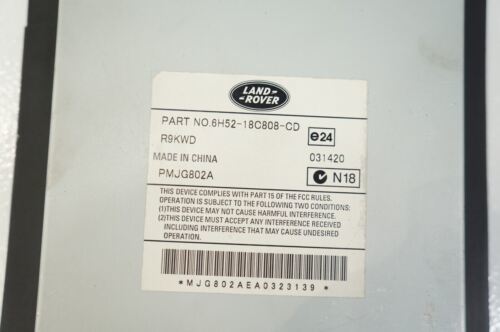 LAND-
ROVER
PART NO.6H52-18C808-CD
e24
R9KWD
MADE IN CHINA
031420
PMJG802A
N18
THIS DEVICE COMPLIES WITH PART 15 OF THE FCC RULES.
OPERATION IS SUBJECT TO THE FOLLOWING TWO CONDITIONS:
(1)THIS DEVICE MAY NOT CAUSE HARMFUL INTERFERENCE.
(2)THIS DEVICE MUST ACCEPT ANY INTERFERENCE RECEIVED
INCLUDING INTERFERENCE THAT MAY CAUSE UNDESIRED
OPERATION.
*MJG802AEA0323139*